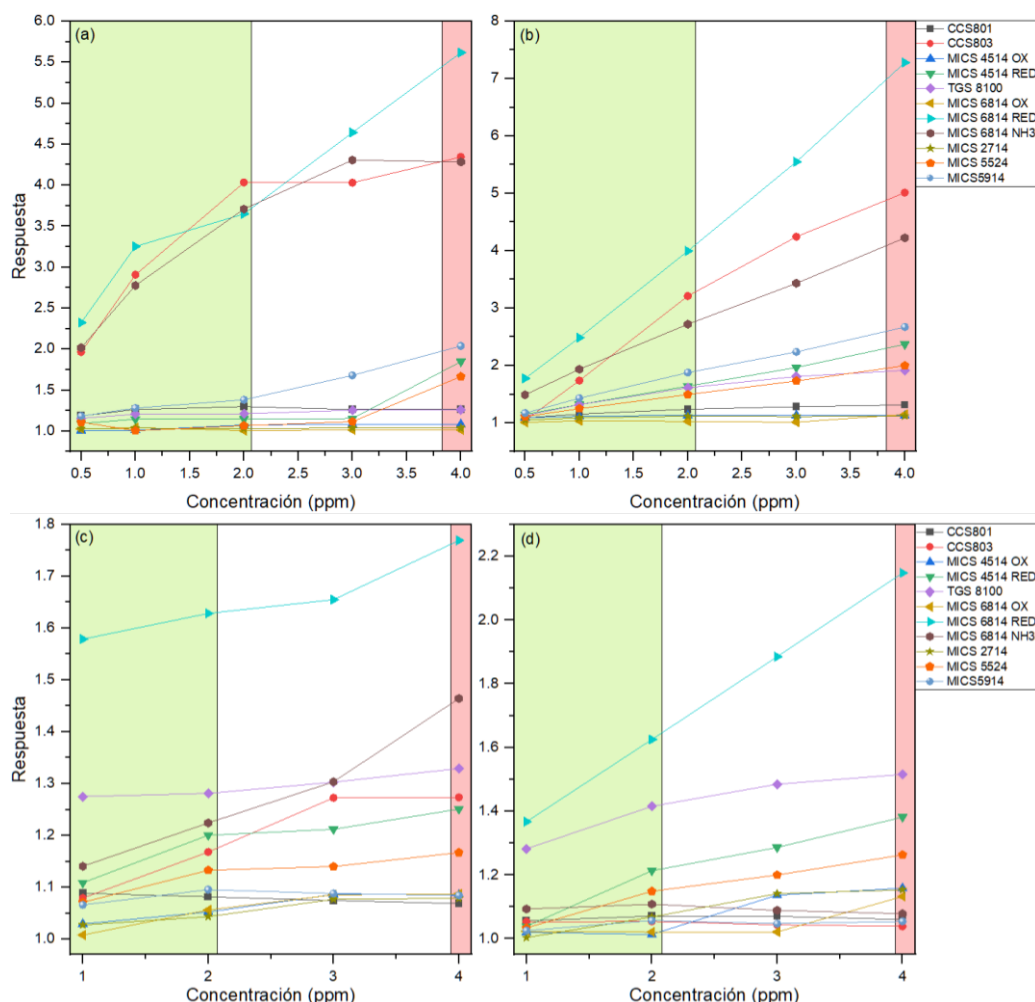 (a)
6.0
5.5
5.0
4.5
4.0
3.5
3.0
2.5
2.0
1.5
1.0
Respuesta
0.5 1.0 1.5 2.0 2.5 3.0 3.5 4.0
Concentración (ppm)
(b)
8
7
6
5
4
3
2
1
0.5 1.0 1.5 2.0 2.5 3.0 3.5 4.0
Concentración (ppm)
CCS801
CCS803
MICS 4514 OX
MICS 4514 RED
TGS 8100
MICS 6814 OX
MICS 6814 RED
MICS 6814 NH3
MICS 2714
MICS 5524
MICS5914
(c)
1.8
1.7
1.6
1.5
1.4
1.3
1.2
1.1
1.0
Respuesta
1 2 3 4
Concentración (ppm)
(d)
2.2
2.0
1.8
1.6
1.4
1.2
1.0
1 2 3 4
Concentración (ppm)
CCS801
CCS803
MICS 4514 OX
MICS 4514 RED
TGS 8100
MICS 6814 OX
MICS 6814 RED
MICS 6814 NH3
MICS 2714
MICS 5524
MICS5914